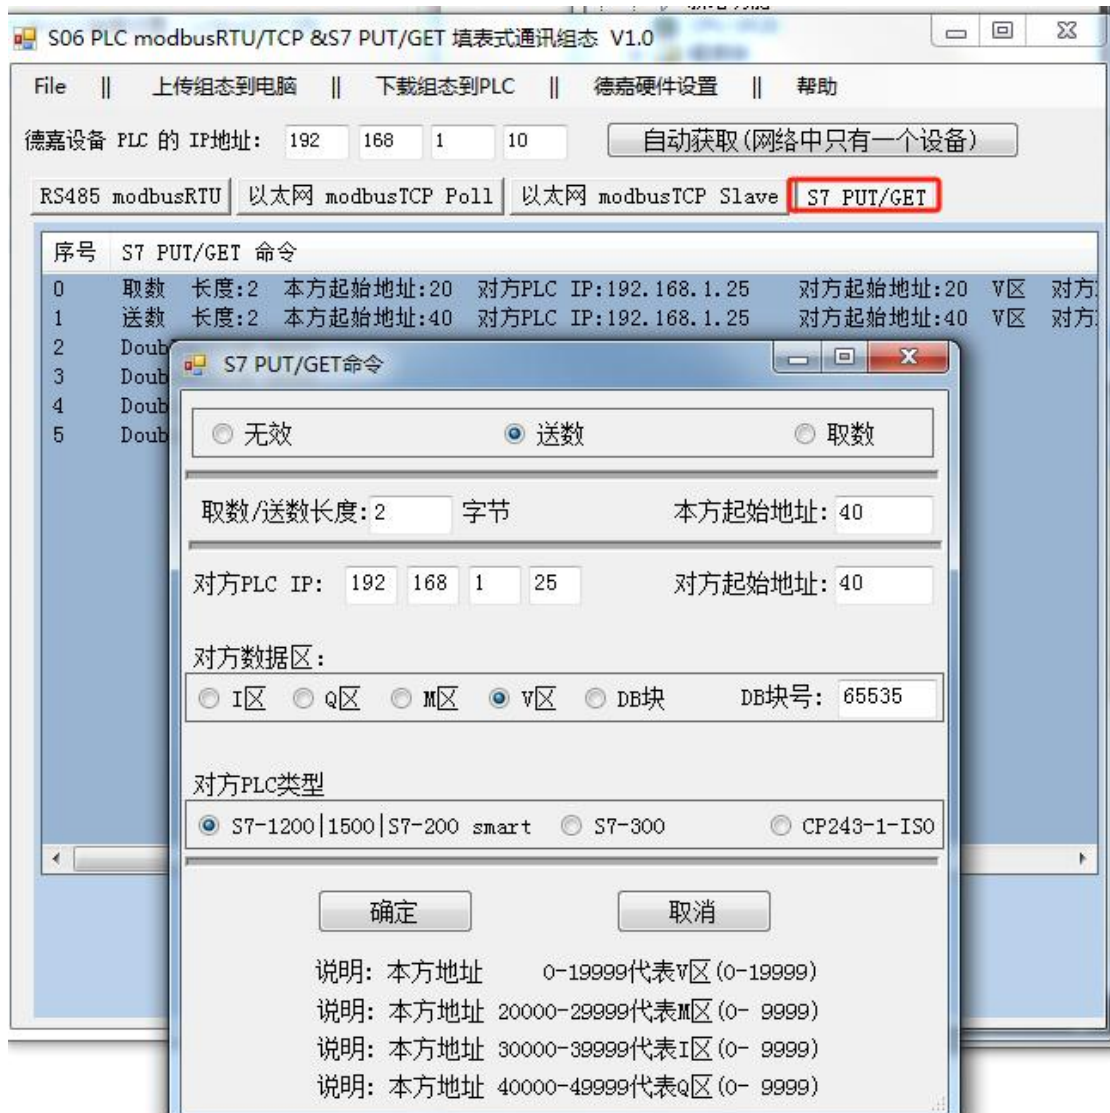 S06 PLC modbusRTU/TCP &S7 PUT/GET 填表式通讯组态 V1.0
File || 上传组态到电脑 || 下载组态到PLC || 德嘉硬件设置 || 帮助
德嘉设备 PLC 的 IP地址: 192 168 1 10 自动获取(网络中只有一个设备)
RS485 modbusRTU 以太网 modbusTCP Poll 以太网 modbusTCP Slave S7 PUT/GET
序号 S7 PUT/GET 命令
0 取数 长度:2 本方起始地址:20 对方PLC IP:192.168.1.25 对方起始地址:20 V区 对方
1 送数 长度:2 本方起始地址:40 对方PLC IP:192.168.1.25 对方起始地址:40 V区 对方
2 Doub
3 Doub
4 Doub
5 Doub
S7 PUT/GET命令
无效 送数 取数
取数/送数长度:2 字节 本方起始地址: 40
对方PLC IP: 192 168 1 25 对方起始地址: 40
对方数据区:
I区 Q区 M区 V区 DB块 DB块号: 65535
对方PLC类型
S7-1200|1500|S7-200 smart S7-300 CP243-1-ISO
确定 取消
说明: 本方地址 0-19999代表V区(0-19999)
说明: 本方地址 20000-29999代表M区(0- 9999)
说明: 本方地址 30000-39999代表I区(0- 9999)
说明: 本方地址 40000-49999代表Q区(0- 9999)